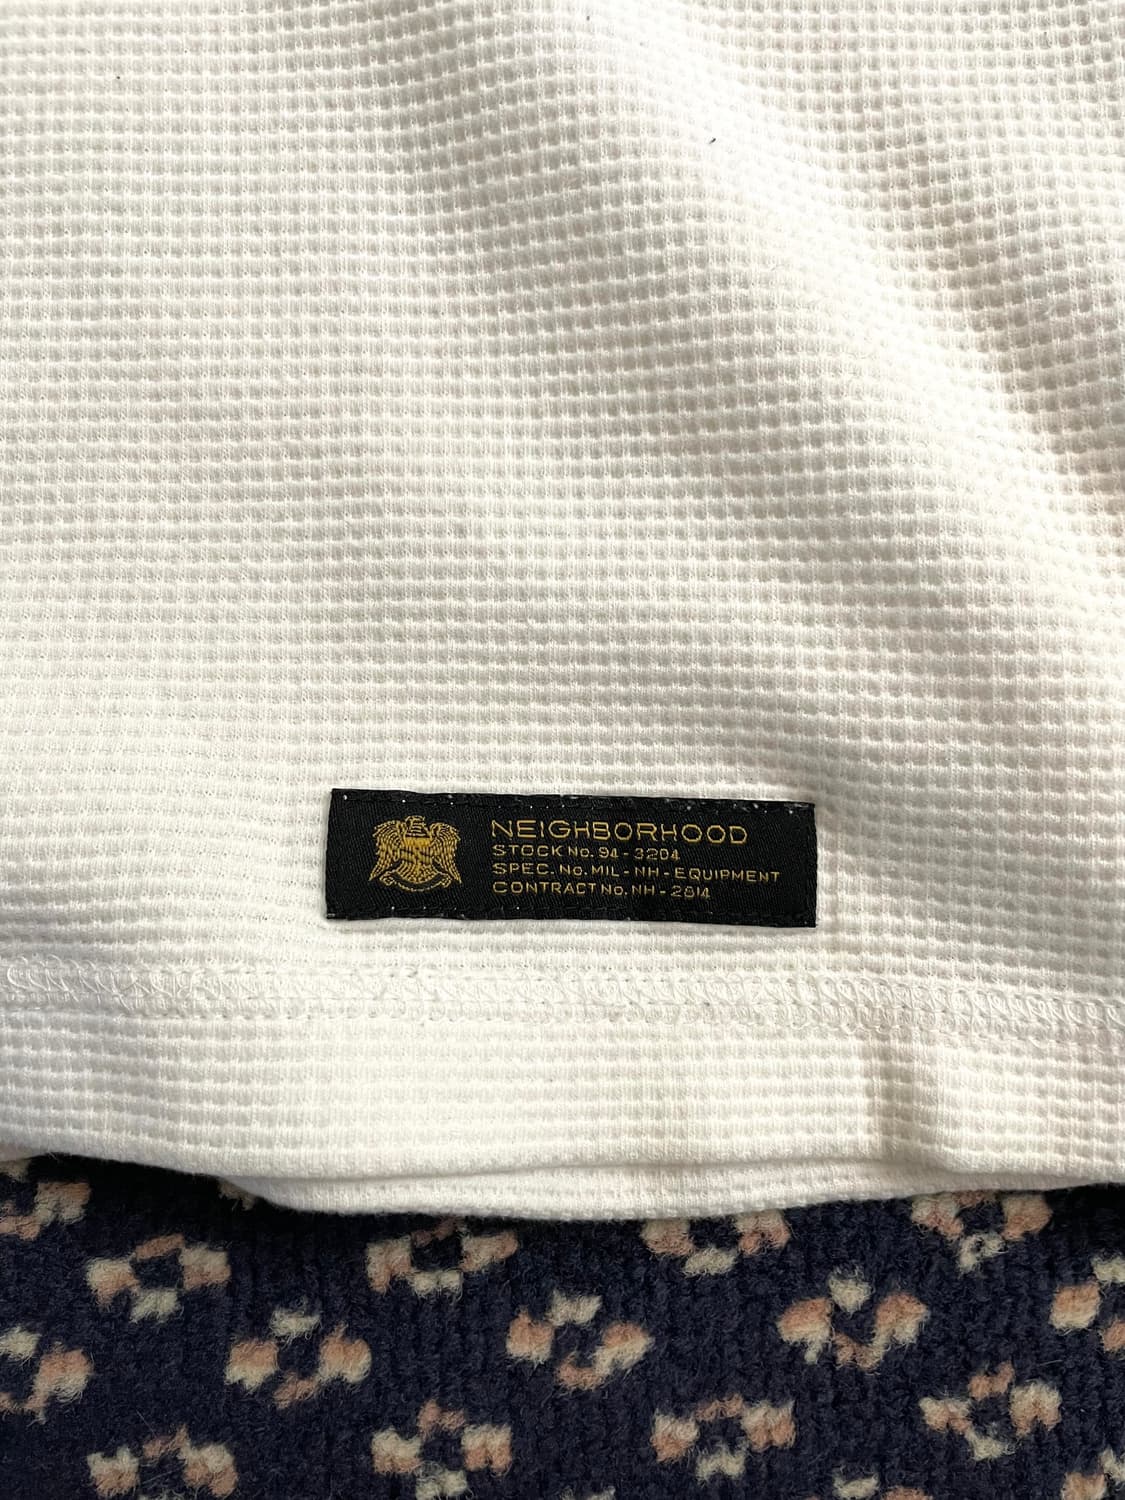 NEIGHBORHOOD
STOCK No. 94-3204
SPEC. No. MIL-NH-EQUIPMENT
CONTRACT No. NH-2814